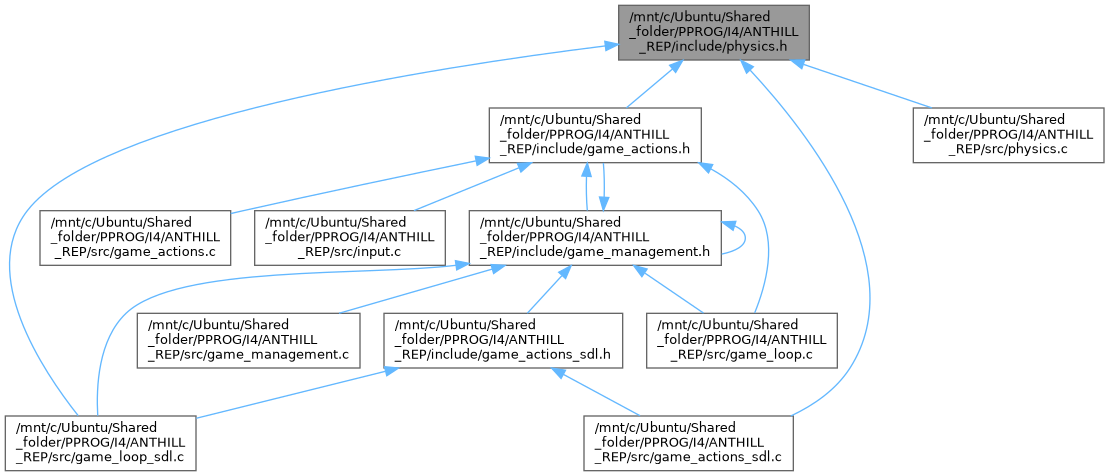 /mnt/c/Ubuntu/Shared
_folder/PPROG/I4/ANTHILL
_REP/include/physics.h
/mnt/c/Ubuntu/Shared
_folder/PPROG/I4/ANTHILL
_REP/include/game_actions.h
/mnt/c/Ubuntu/Shared
_folder/PPROG/I4/ANTHILL
_REP/src/physics.c
/mnt/c/Ubuntu/Shared
_folder/PPROG/I4/ANTHILL
_REP/src/game_actions.c
/mnt/c/Ubuntu/Shared
_folder/PPROG/I4/ANTHILL
_REP/src/input.c
/mnt/c/Ubuntu/Shared
_folder/PPROG/I4/ANTHILL
_REP/include/game_management.h
/mnt/c/Ubuntu/Shared
_folder/PPROG/I4/ANTHILL
_REP/src/game_management.c
/mnt/c/Ubuntu/Shared
_folder/PPROG/I4/ANTHILL
_REP/include/game_actions_sdl.h
/mnt/c/Ubuntu/Shared
_folder/PPROG/I4/ANTHILL
_REP/src/game_loop.c
/mnt/c/Ubuntu/Shared
_folder/PPROG/I4/ANTHILL
_REP/src/game_loop_sdl.c
/mnt/c/Ubuntu/Shared
_folder/PPROG/I4/ANTHILL
_REP/src/game_actions_sdl.c